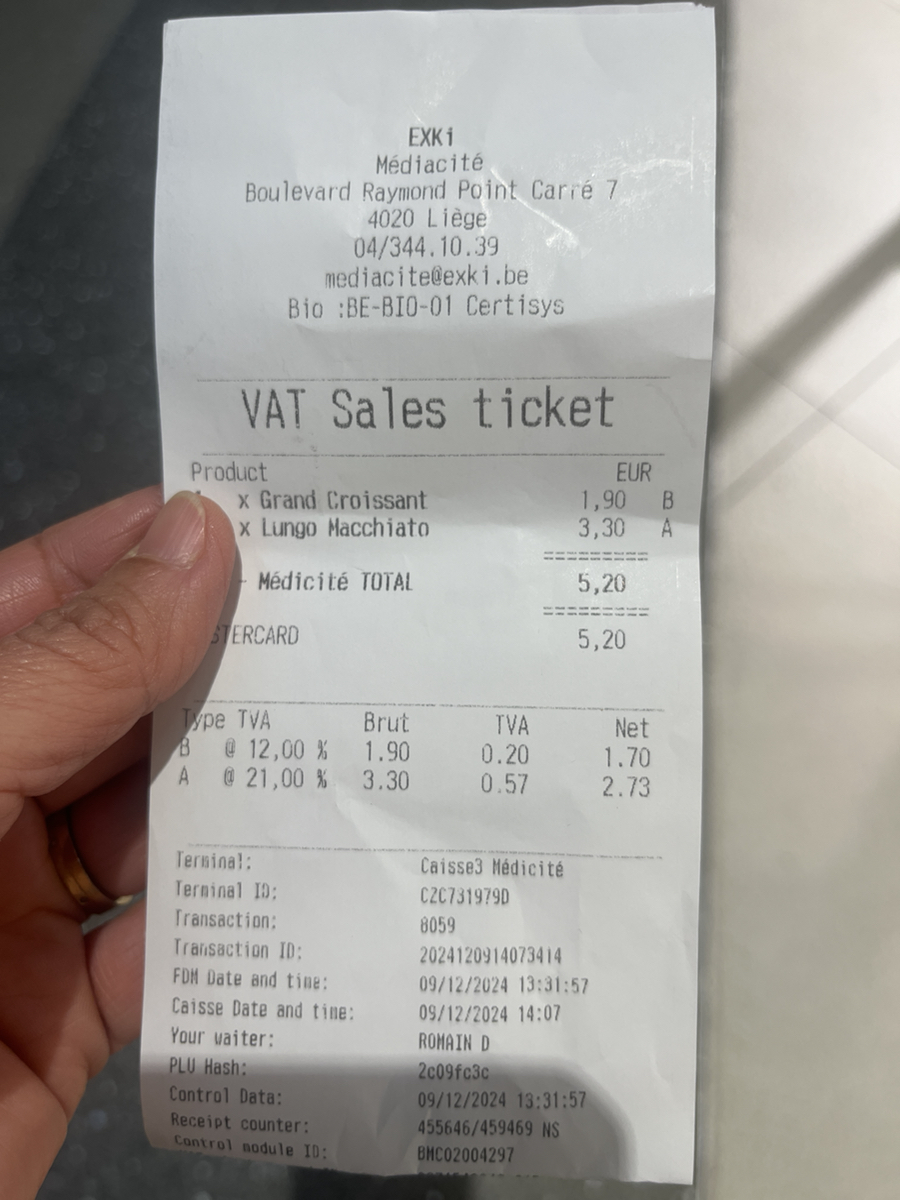 EXKi
Médiacité
Boulevard Raymond Point Carré 7
4020 Liège
04/344.10.39
mediacite@exki.be
Bio :BE-BIO-01 Certisys
VAT Sales ticket
Product EUR
x Grand Croissant 1,90 B
x Lungo Macchiato 3,30 A
=========
- Médicité TOTAL 5,20
=========
STERCARD 5,20
Type TVA Brut TVA Net
B @ 12,00 % 1.90 0.20 1.70
A @ 21,00 % 3.30 0.57 2.73
Terminal: Caisse3 Médicité
Terminal ID: CZC731979D
Transaction: 8059
Transaction ID: 2024120914073414
FDM Date and time: 09/12/2024 13:31:57
Caisse Date and time: 09/12/2024 14:07
Your waiter: ROMAIN D
PLU Hash: 2c09fc3c
Control Data: 09/12/2024 13:31:57
Receipt counter: 455646/459469 NS
Control module ID: BMC02004297